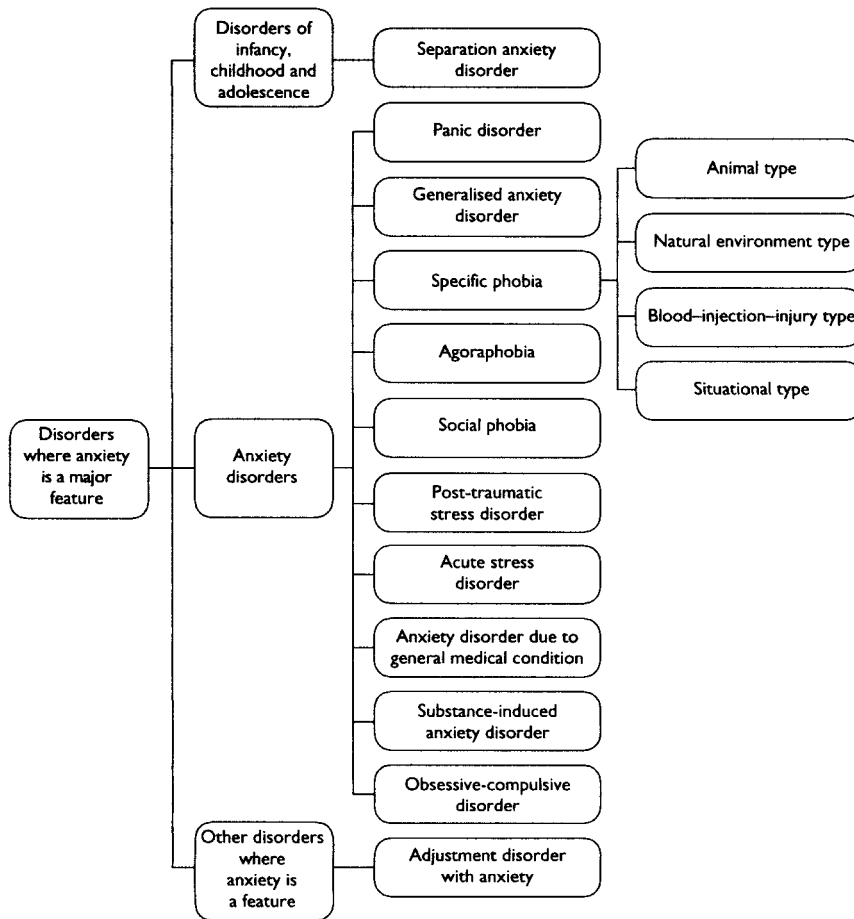 Disorders of
infancy,
childhood and
adolescence
Separation anxiety
disorder
Panic disorder
Generalised anxiety
disorder
Specific phobia
Animal type
Natural environment type
Blood–injection–injury type
Situational type
Agoraphobia
Social phobia
Disorders
where anxiety
is a major
feature
Anxiety
disorders
Post-traumatic
stress disorder
Acute stress
disorder
Anxiety disorder due to
general medical condition
Substance-induced
anxiety disorder
Obsessive-compulsive
disorder
Other disorders
where
anxiety is
a feature
Adjustment disorder
with anxiety